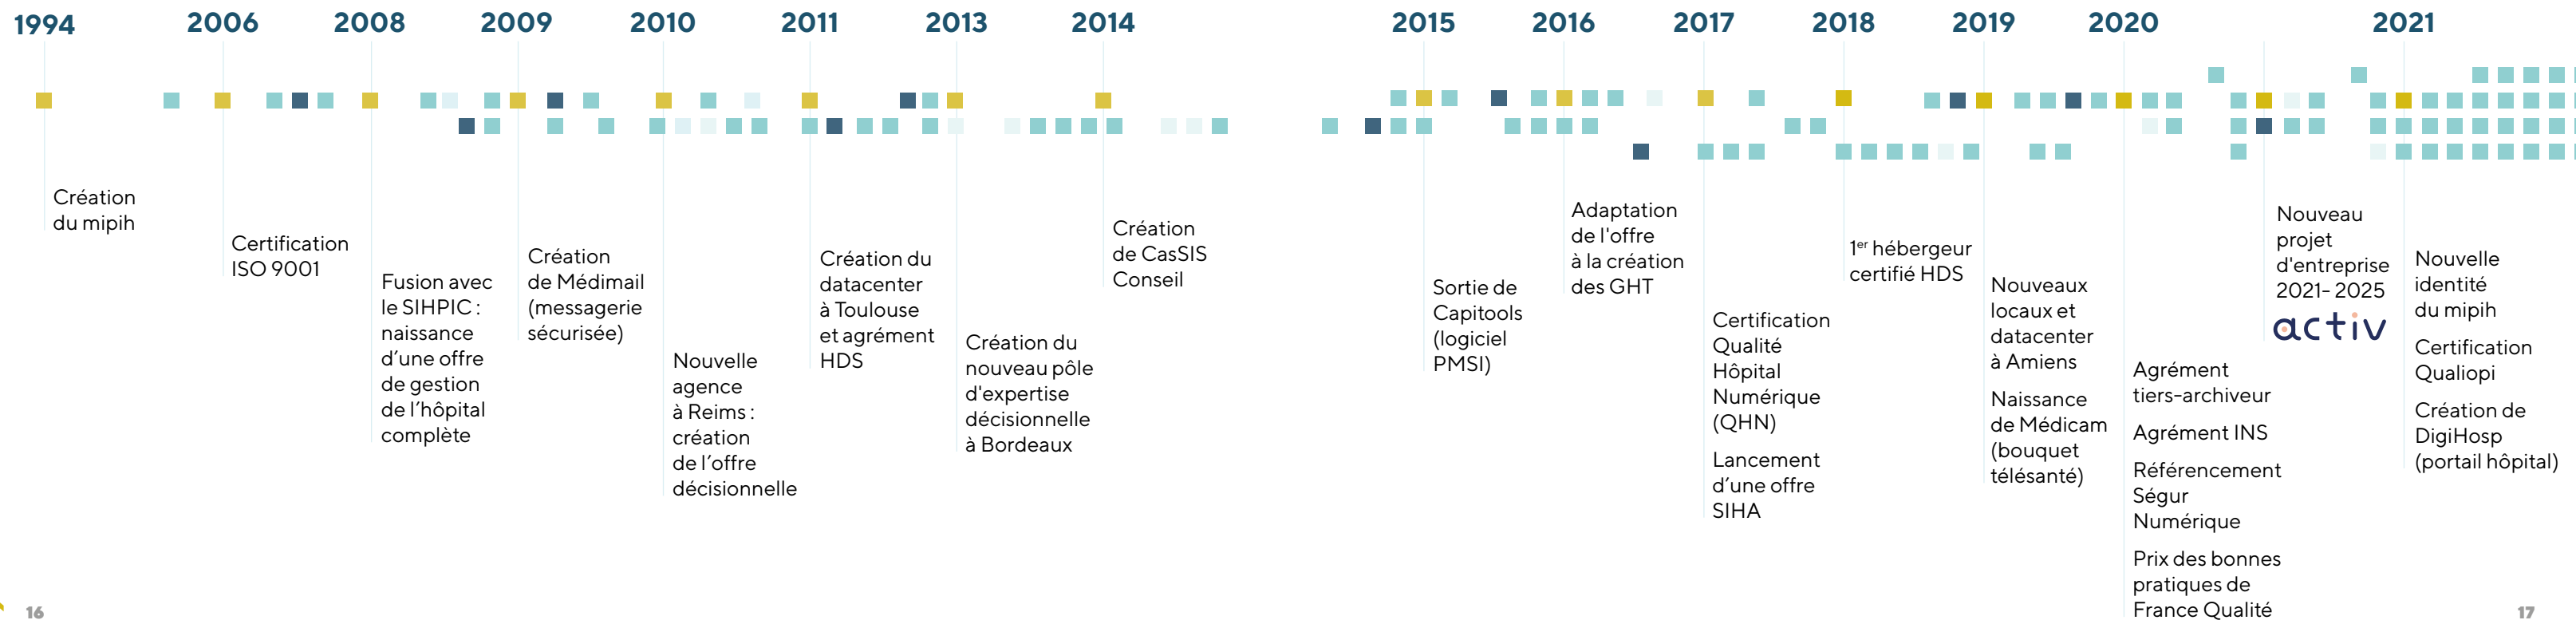 1994
2006
2008
2009
2010
2011
2013
2014
2015
2016
2017
2018
2019
2020
2021
Création
du mipih
Certification
ISO 9001
Fusion avec
le SIHPIC :
naissance
d’une offre
de gestion
de l’hôpital
complète
Création
de Médimail
(messagerie
sécurisée)
Nouvelle
agence
à Reims :
création
de l’offre
décisionnelle
Création du
datacenter
à Toulouse
et agrément
HDS
Création du
nouveau pôle
d'expertise
décisionnelle
à Bordeaux
Création
de CasSIS
Conseil
Sortie de
Capitools
(logiciel
PMSI)
Adaptation
de l'offre
à la création
des GHT
Certification
Qualité
Hôpital
Numérique
(QHN)
Lancement
d’une offre
SIHA
1er hébergeur
certifié HDS
Nouveaux
locaux et
datacenter
à Amiens
Naissance
de Médicam
(bouquet
télésanté)
Agrément
tiers-archiveur
Agrément INS
Référencement
Ségur
Numérique
Prix des bonnes
pratiques de
France Qualité
Nouveau
projet
d'entreprise
2021- 2025
activ
Nouvelle
identité
du mipih
Certification
Qualiopi
Création de
DigiHosp
(portail hôpital)
16
17